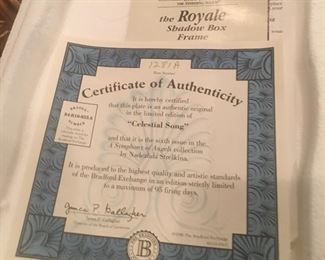 the Royale
Shadow Box
Frame
1281A
Certificate of Authenticity
It is hereby certified
that this plate is an authentic original
in the limited edition of
"Celestial Song"
and that it is the sixth issue in the
A Symphony of Angels collection
by Nadezhda Strelkina.
It is produced to the highest quality and artistic standards
of the Bradford Exchange in an edition strictly limited
to a maximum of 95 firing days.
James P. Gallagher
B